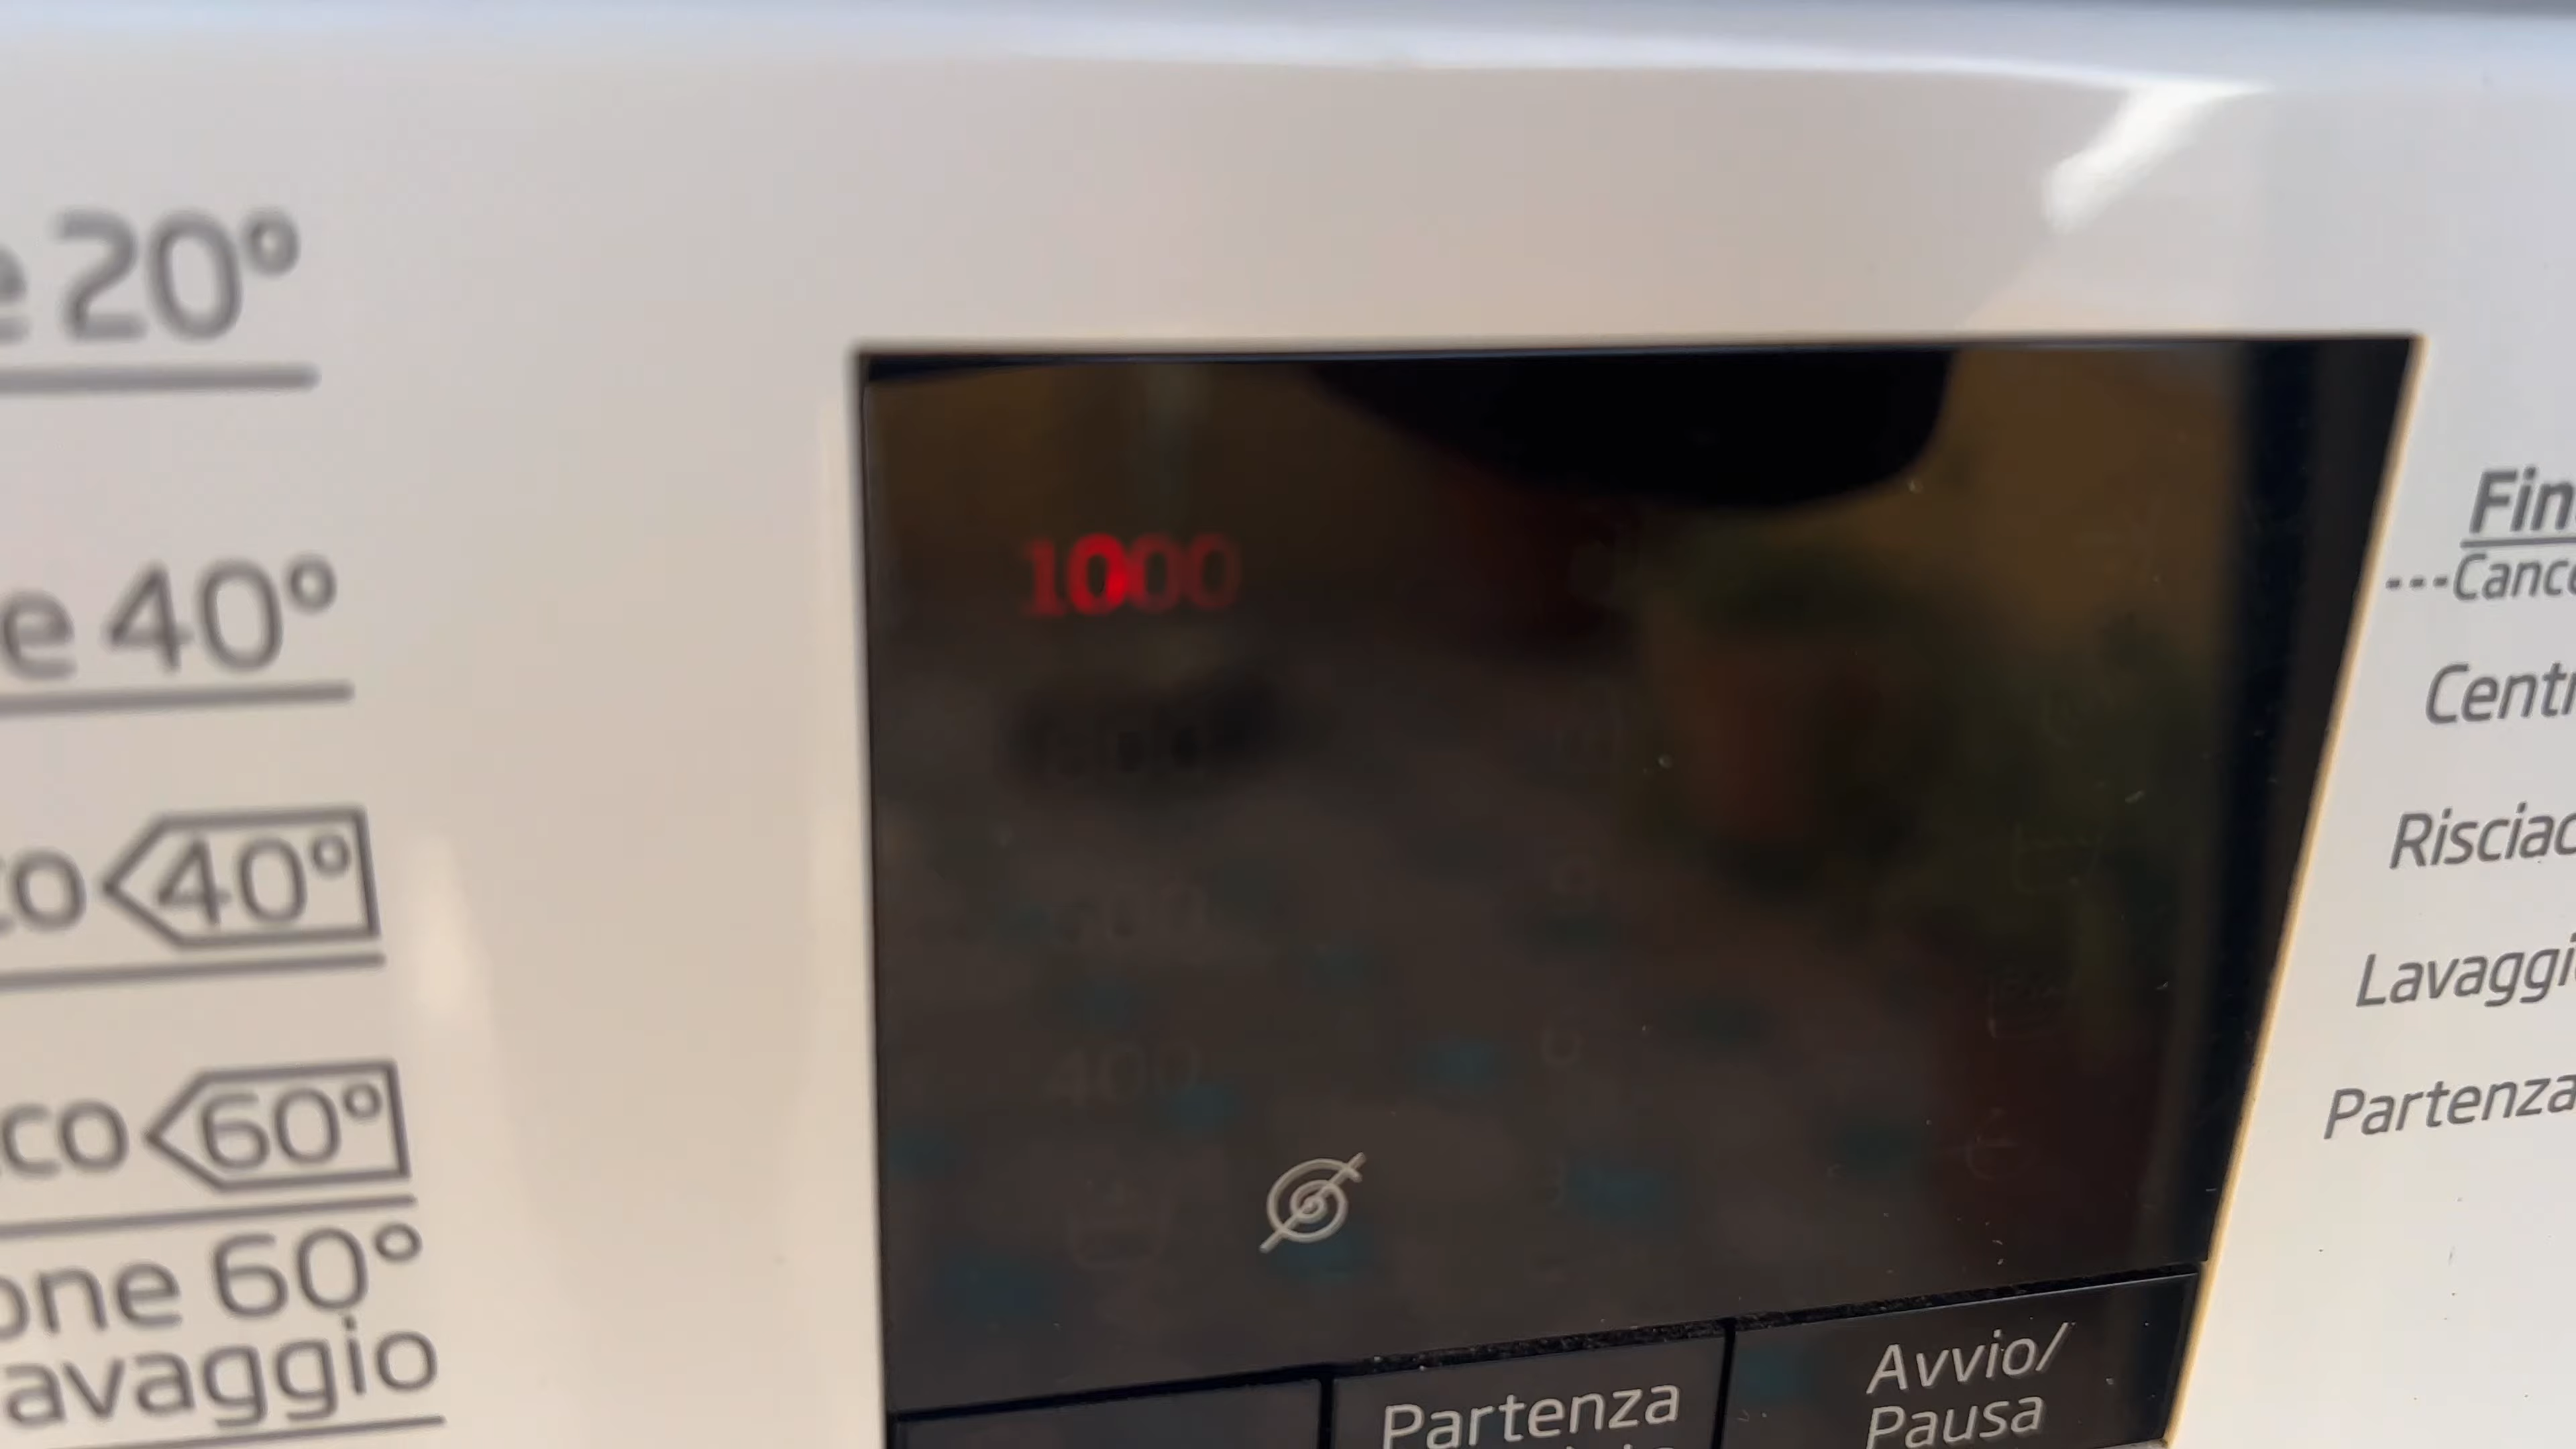 e 20°
e 40°
to 40°
co 60°
one 60°
avaggio
1000
400
Partenza
Avvio/
Pausa
Fin
---Canc
Centr
Risciac
Lavaggi
Partenza